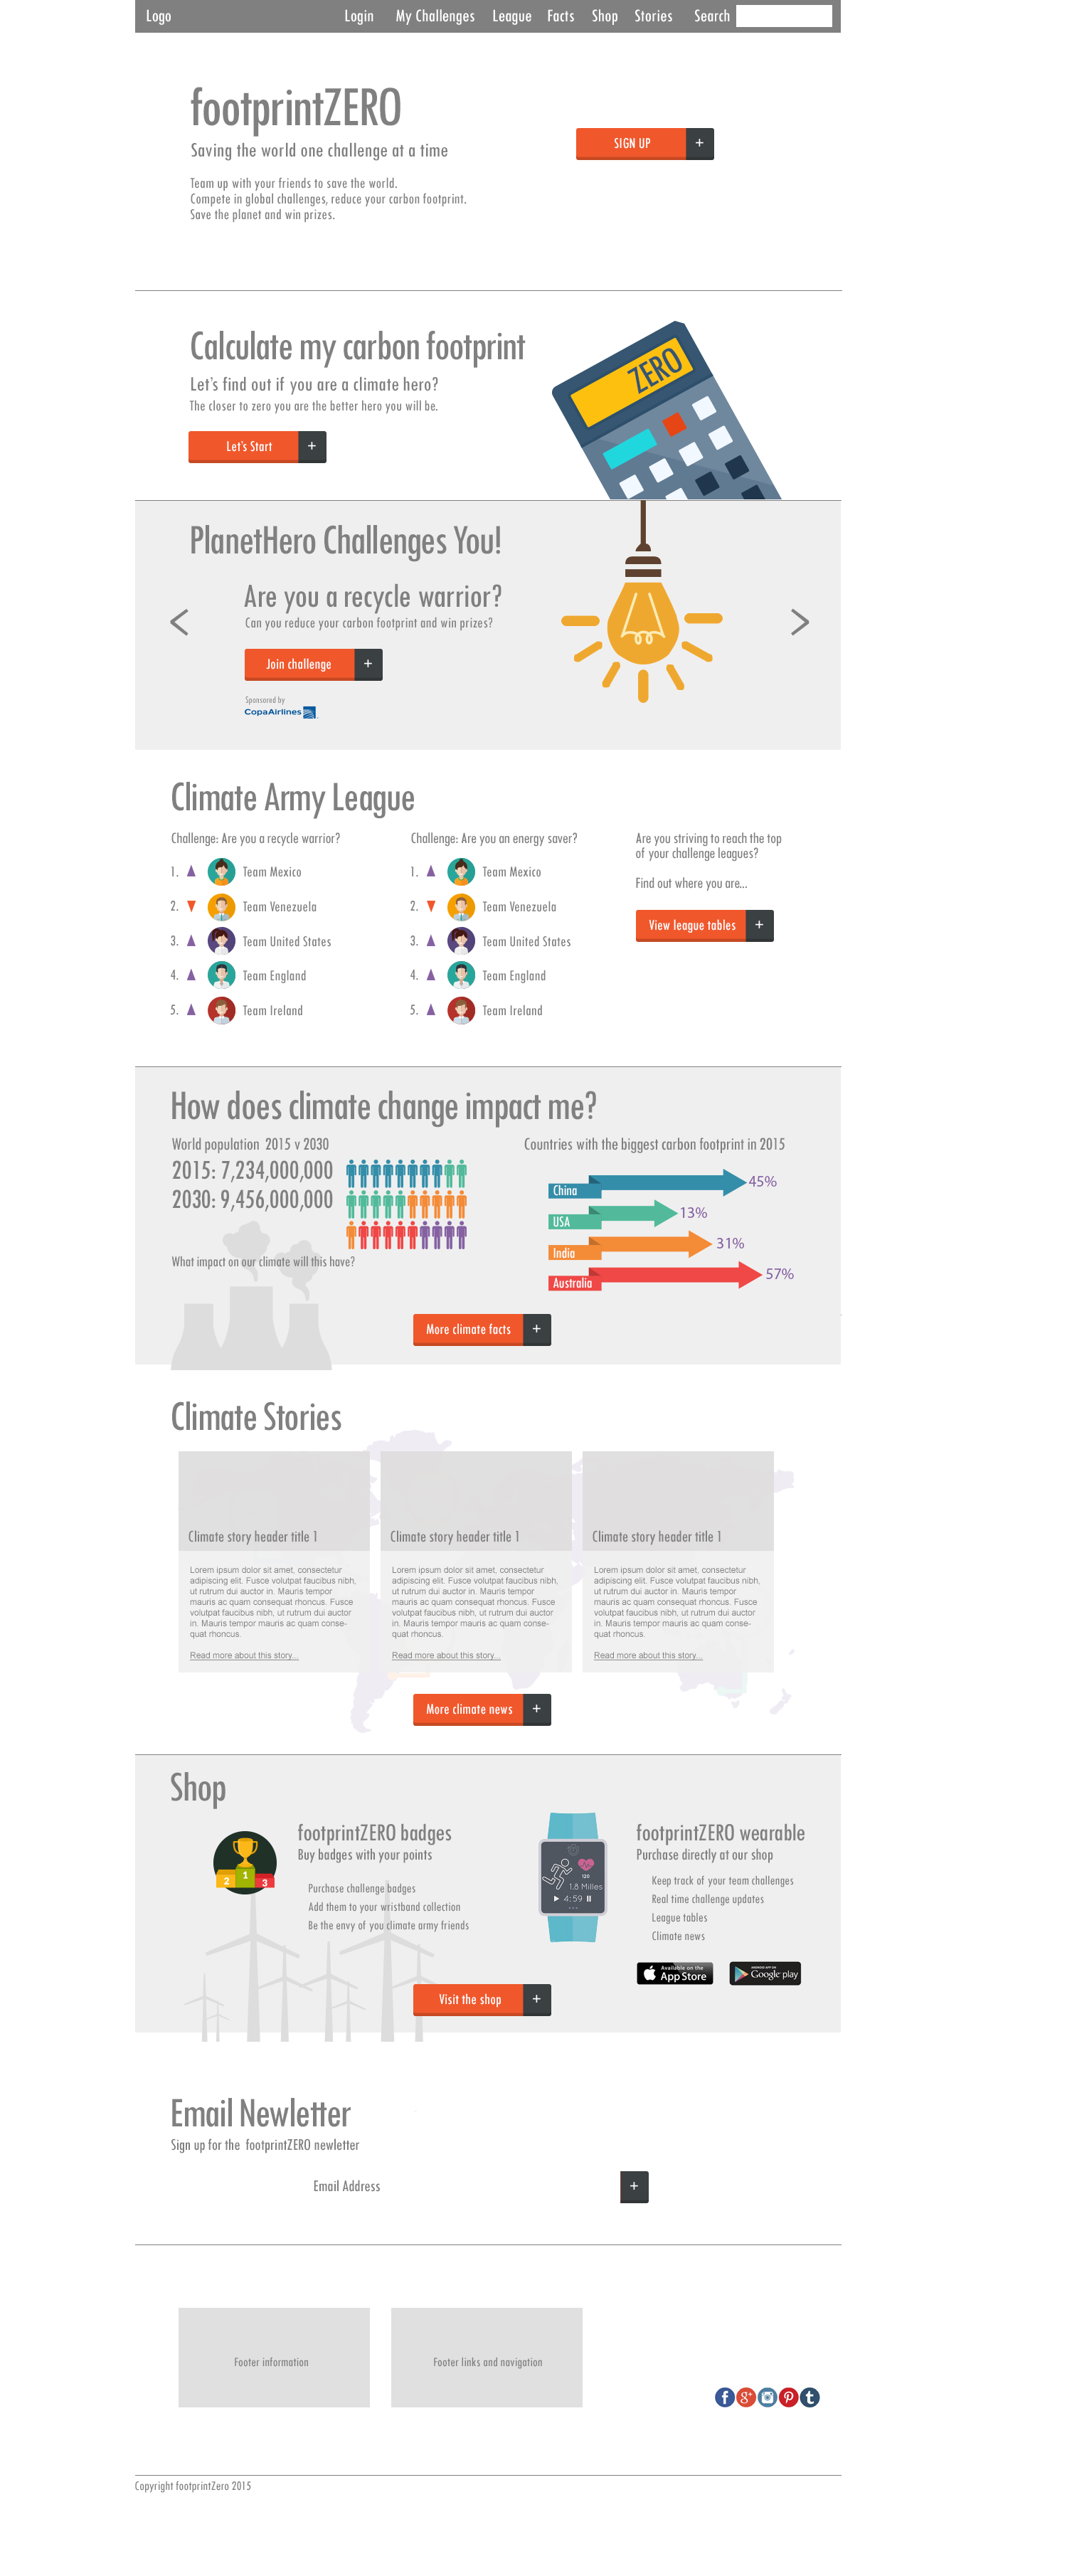 Logo
Login My Challenges League Facts Shop Stories Search
footprintZERO
Saving the world one challenge at a time
Team up with your friends to save the world.
Compete in global challenges, reduce your carbon footprint.
Save the planet and win prizes.
SIGN UP +
Calculate my carbon footprint
Let's find out if you are a climate hero?
The closer to zero you are the better hero you will be.
Let's Start +
ZERO
PlanetHero Challenges You!
Are you a recycle warrior?
Can you reduce your carbon footprint and win prizes?
Join challenge +
Sponsored by
CopaAirlines
Climate Army League
Challenge: Are you a recycle warrior?
1. Team Mexico
2. Team Venezuela
3. Team United States
4. Team England
5. Team Ireland
Challenge: Are you an energy saver?
1. Team Mexico
2. Team Venezuela
3. Team United States
4. Team England
5. Team Ireland
Are you striving to reach the top
of your challenge leagues?
Find out where you are...
View league tables +
How does climate change impact me?
World population 2015 v 2030
2015: 7,234,000,000
2030: 9,456,000,000
What impact on our climate will this have?
Countries with the biggest carbon footprint in 2015
China 45%
USA 13%
India 31%
Australia 57%
More climate facts +
Climate Stories
Climate story header title 1
Lorem ipsum dolor sit amet, consectetur
adipiscing elit. Fusce volutpat faucibus nibh,
ut rutrum dui auctor in. Mauris tempor
mauris ac quam consequat rhoncus. Fusce
volutpat faucibus nibh, ut rutrum dui auctor
in. Mauris tempor mauris ac quam conse-
quat rhoncus.
Read more about this story...
Climate story header title 1
Lorem ipsum dolor sit amet, consectetur
adipiscing elit. Fusce volutpat faucibus nibh,
ut rutrum dui auctor in. Mauris tempor
mauris ac quam consequat rhoncus. Fusce
volutpat faucibus nibh, ut rutrum dui auctor
in. Mauris tempor mauris ac quam conse-
quat rhoncus.
Read more about this story...
Climate story header title 1
Lorem ipsum dolor sit amet, consectetur
adipiscing elit. Fusce volutpat faucibus nibh,
ut rutrum dui auctor in. Mauris tempor
mauris ac quam consequat rhoncus. Fusce
volutpat faucibus nibh, ut rutrum dui auctor
in. Mauris tempor mauris ac quam conse-
quat rhoncus.
Read more about this story...
More climate news +
Shop
2 1 3
footprintZERO badges
Buy badges with your points
Purchase challenge badges
Add them to your wristband collection
Be the envy of you climate army friends
1.8 Milles
4:59
footprintZERO wearable
Purchase directly at our shop
Keep track of your team challenges
Real time challenge updates
League tables
Climate news
Available on the
App Store
Google play
Visit the shop +
Email Newletter
Sign up for the footprintZERO newletter
Email Address +
Footer information
Footer links and navigation
Copyright footprintZero 2015